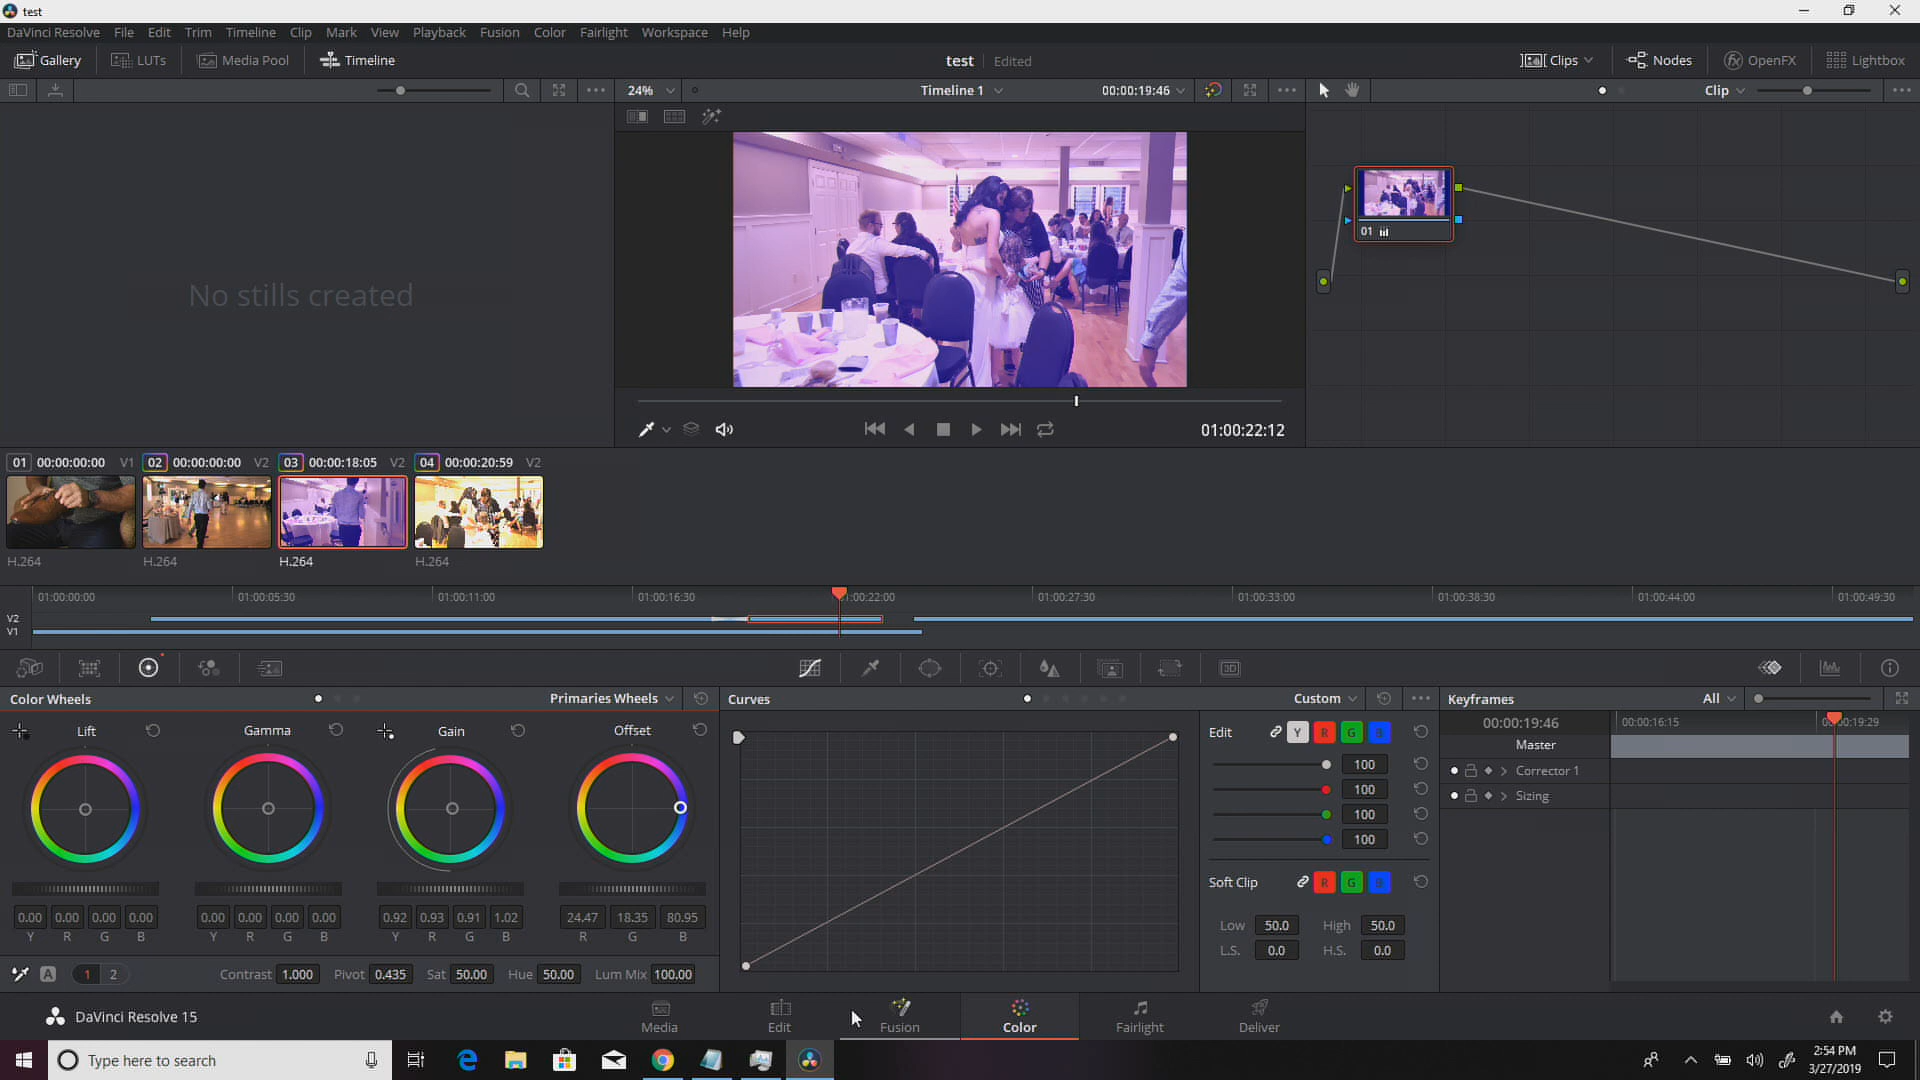 test
DaVinci Resolve File Edit Trim Timeline Clip Mark View Playback Fusion Color Fairlight Workspace Help
Gallery LUTs Media Pool Timeline test Edited Clips Nodes OpenFX Lightbox
24% Timeline 1 00:00:19:46 Clip
No stills created
01
01:00:22:12
01 00:00:00:00 V1 02 00:00:00:00 V2 03 00:00:18:05 V2 04 00:00:20:59 V2
H.264 H.264 H.264 H.264
01:00:00:00 01:00:05:30 01:00:11:00 01:00:16:30 01:00:22:00 01:00:27:30 01:00:33:00 01:00:38:30 01:00:44:00 01:00:49:30
V2
V1
3D
Color Wheels Primaries Wheels Curves Custom Keyframes All
00:00:19:46 00:00:16:15 00:00:19:29
Lift Gamma Gain Offset Edit Y R G B
Master
100
Corrector 1
100
Sizing
100
100
Soft Clip R G B
0.00 0.00 0.00 0.00 0.00 0.00 0.00 0.00 0.92 0.93 0.91 1.02 24.47 18.35 80.95
Y R G B Y R G B Y R G B R G B
Low 50.0 High 50.0
L.S. 0.0 H.S. 0.0
A 1 2 Contrast 1.000 Pivot 0.435 Sat 50.00 Hue 50.00 Lum Mix 100.00
DaVinci Resolve 15 Media Edit Fusion Color Fairlight Deliver
Type here to search
2:54 PM
3/27/2019